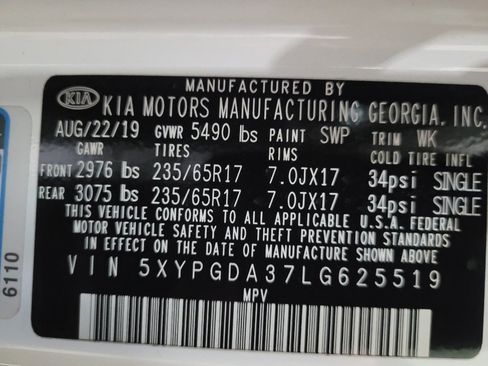 MANUFACTURED BY
KIA KIA MOTORS MANUFACTURING GEORGIA, INC.
AUG/22/19 GVWR 5490 lbs PAINT SWP TRIM WK
GAWR TIRES RIMS COLD TIRE INFL
FRONT 2976 lbs 235/65R17 7.0JX17 34psi SINGLE
REAR 3075 lbs 235/65R17 7.0JX17 34psi SINGLE
THIS VEHICLE CONFORMS TO ALL APPLICABLE U.S.A. FEDERAL
MOTOR VEHICLE SAFETY AND THEFT PREVENTION STANDARDS
IN EFFECT ON THE DATE OF MANUFACTURE SHOWN ABOVE
VIN 5XYPGDA37LG625519
MPV
6110